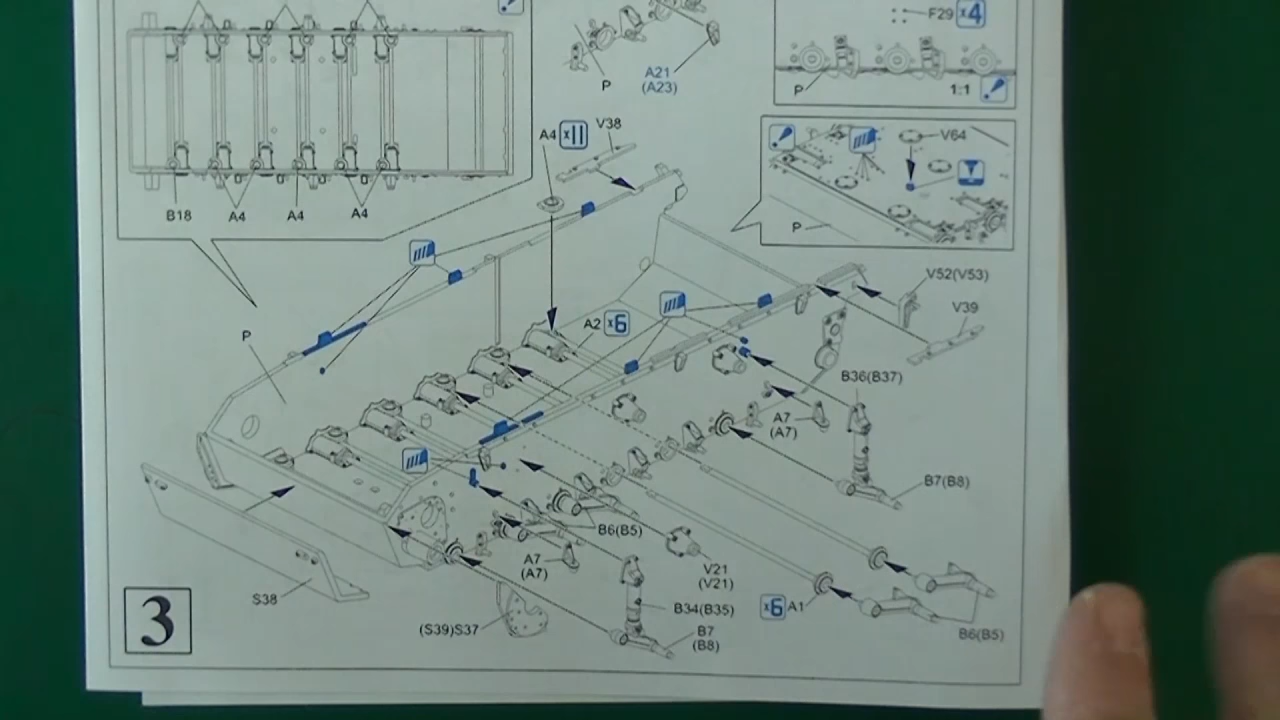 F29 x4
P
A21
(A23)
P
1:1
A4 x11
V38
V64
B18
A4
A4
A4
P
V52(V53)
A2 x6
V39
P
B36(B37)
A7
(A7)
B7(B8)
B6(B5)
A7
(A7)
V21
(V21)
S38
B34(B35)
x6 A1
3
(S39)S37
B7
(B8)
B6(B5)